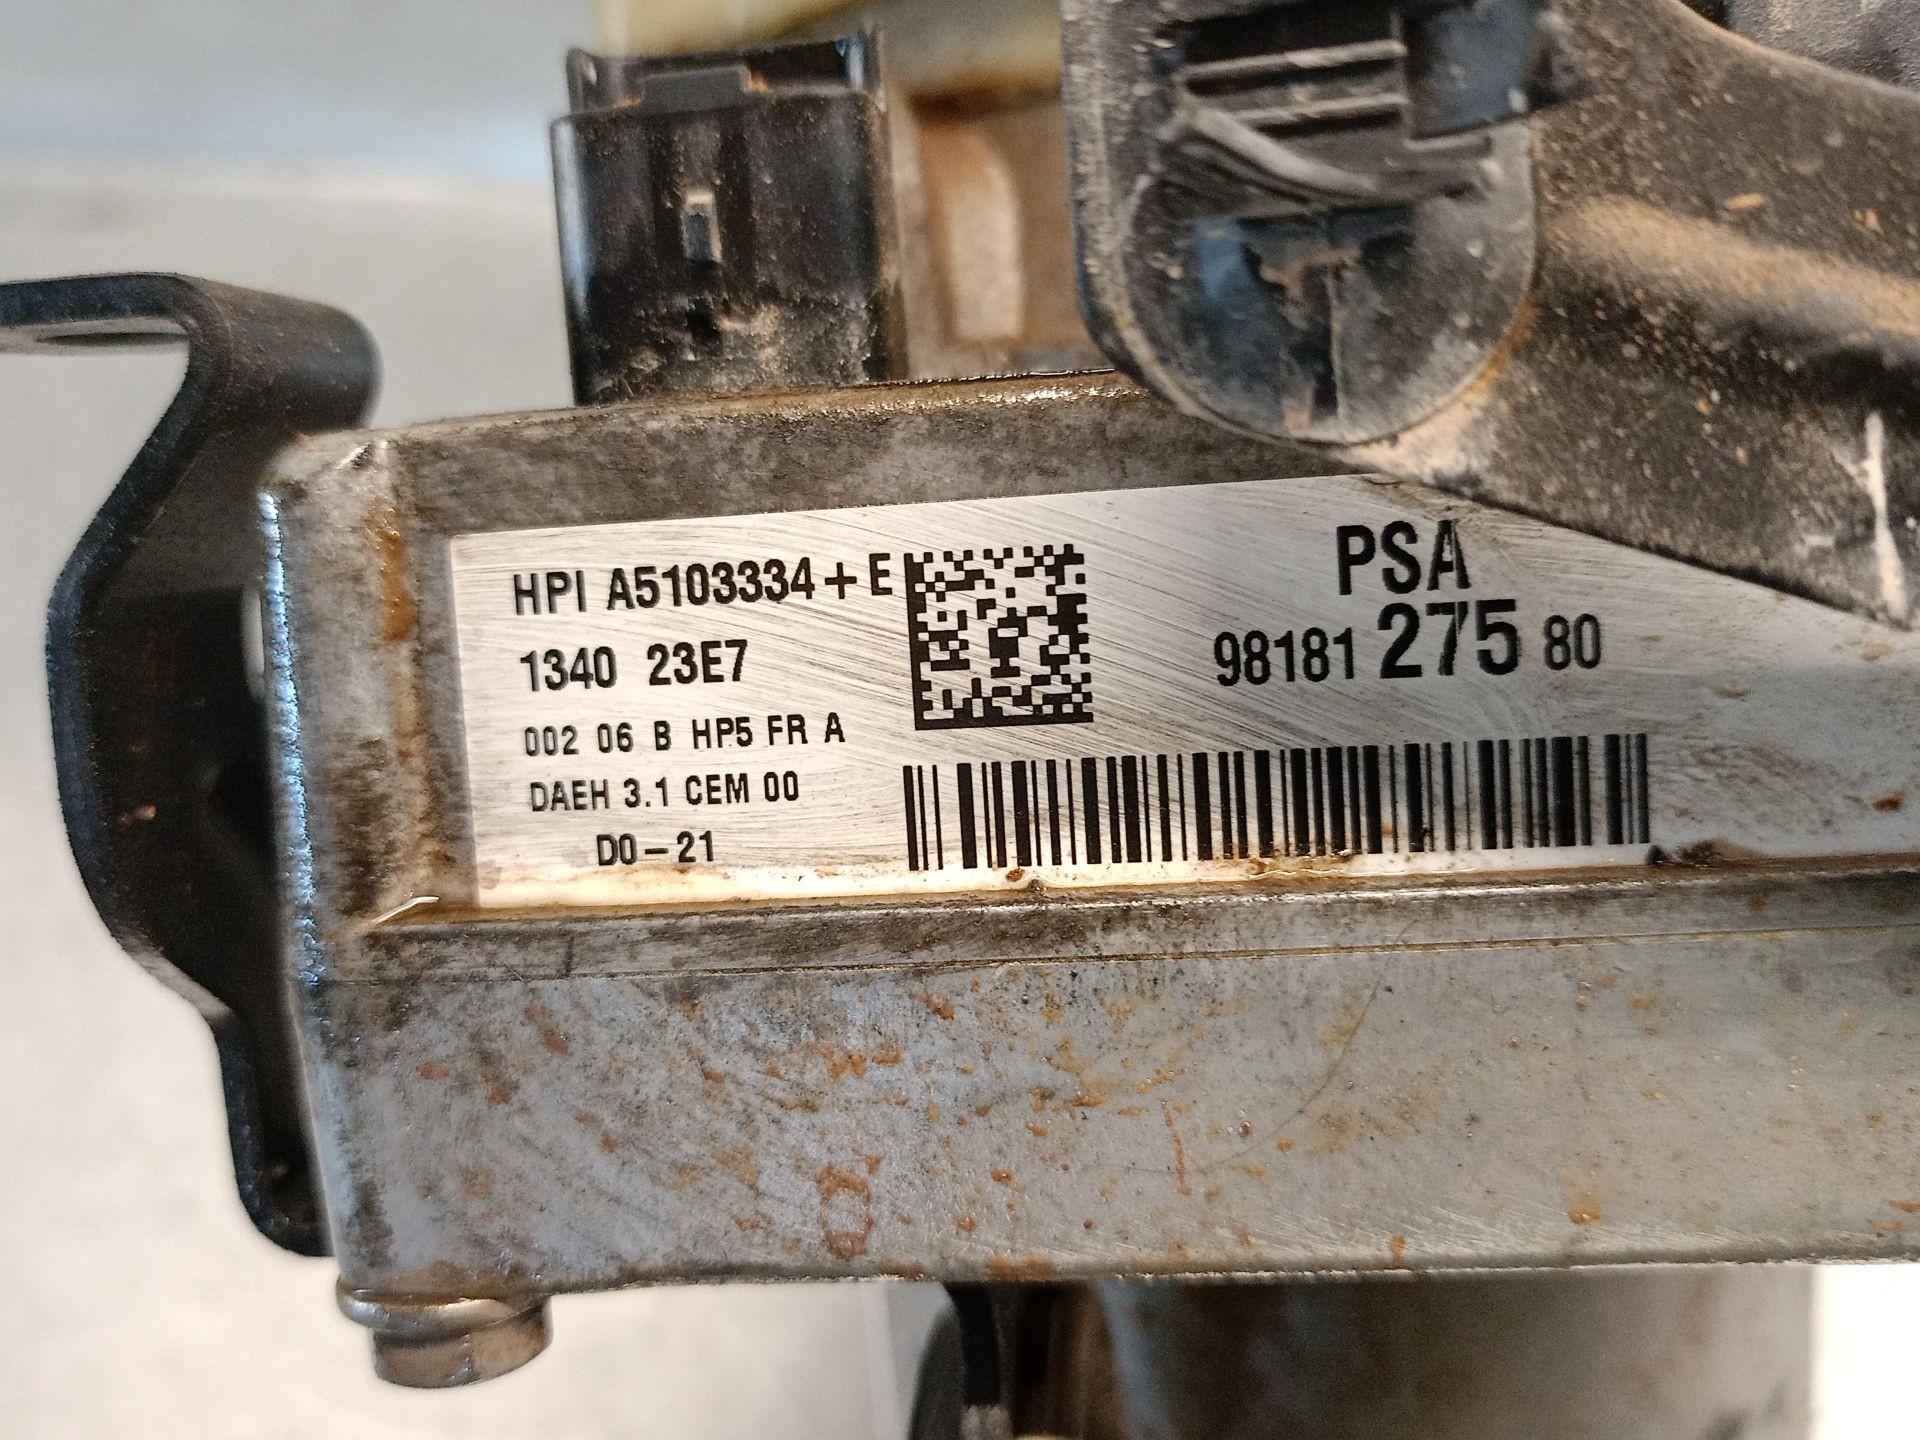 HPI A5103334+E
1340 23E7
002 06 B HP5 FR A
DAEH 3.1 CEM 00
D0-21
PSA
98181 275 80